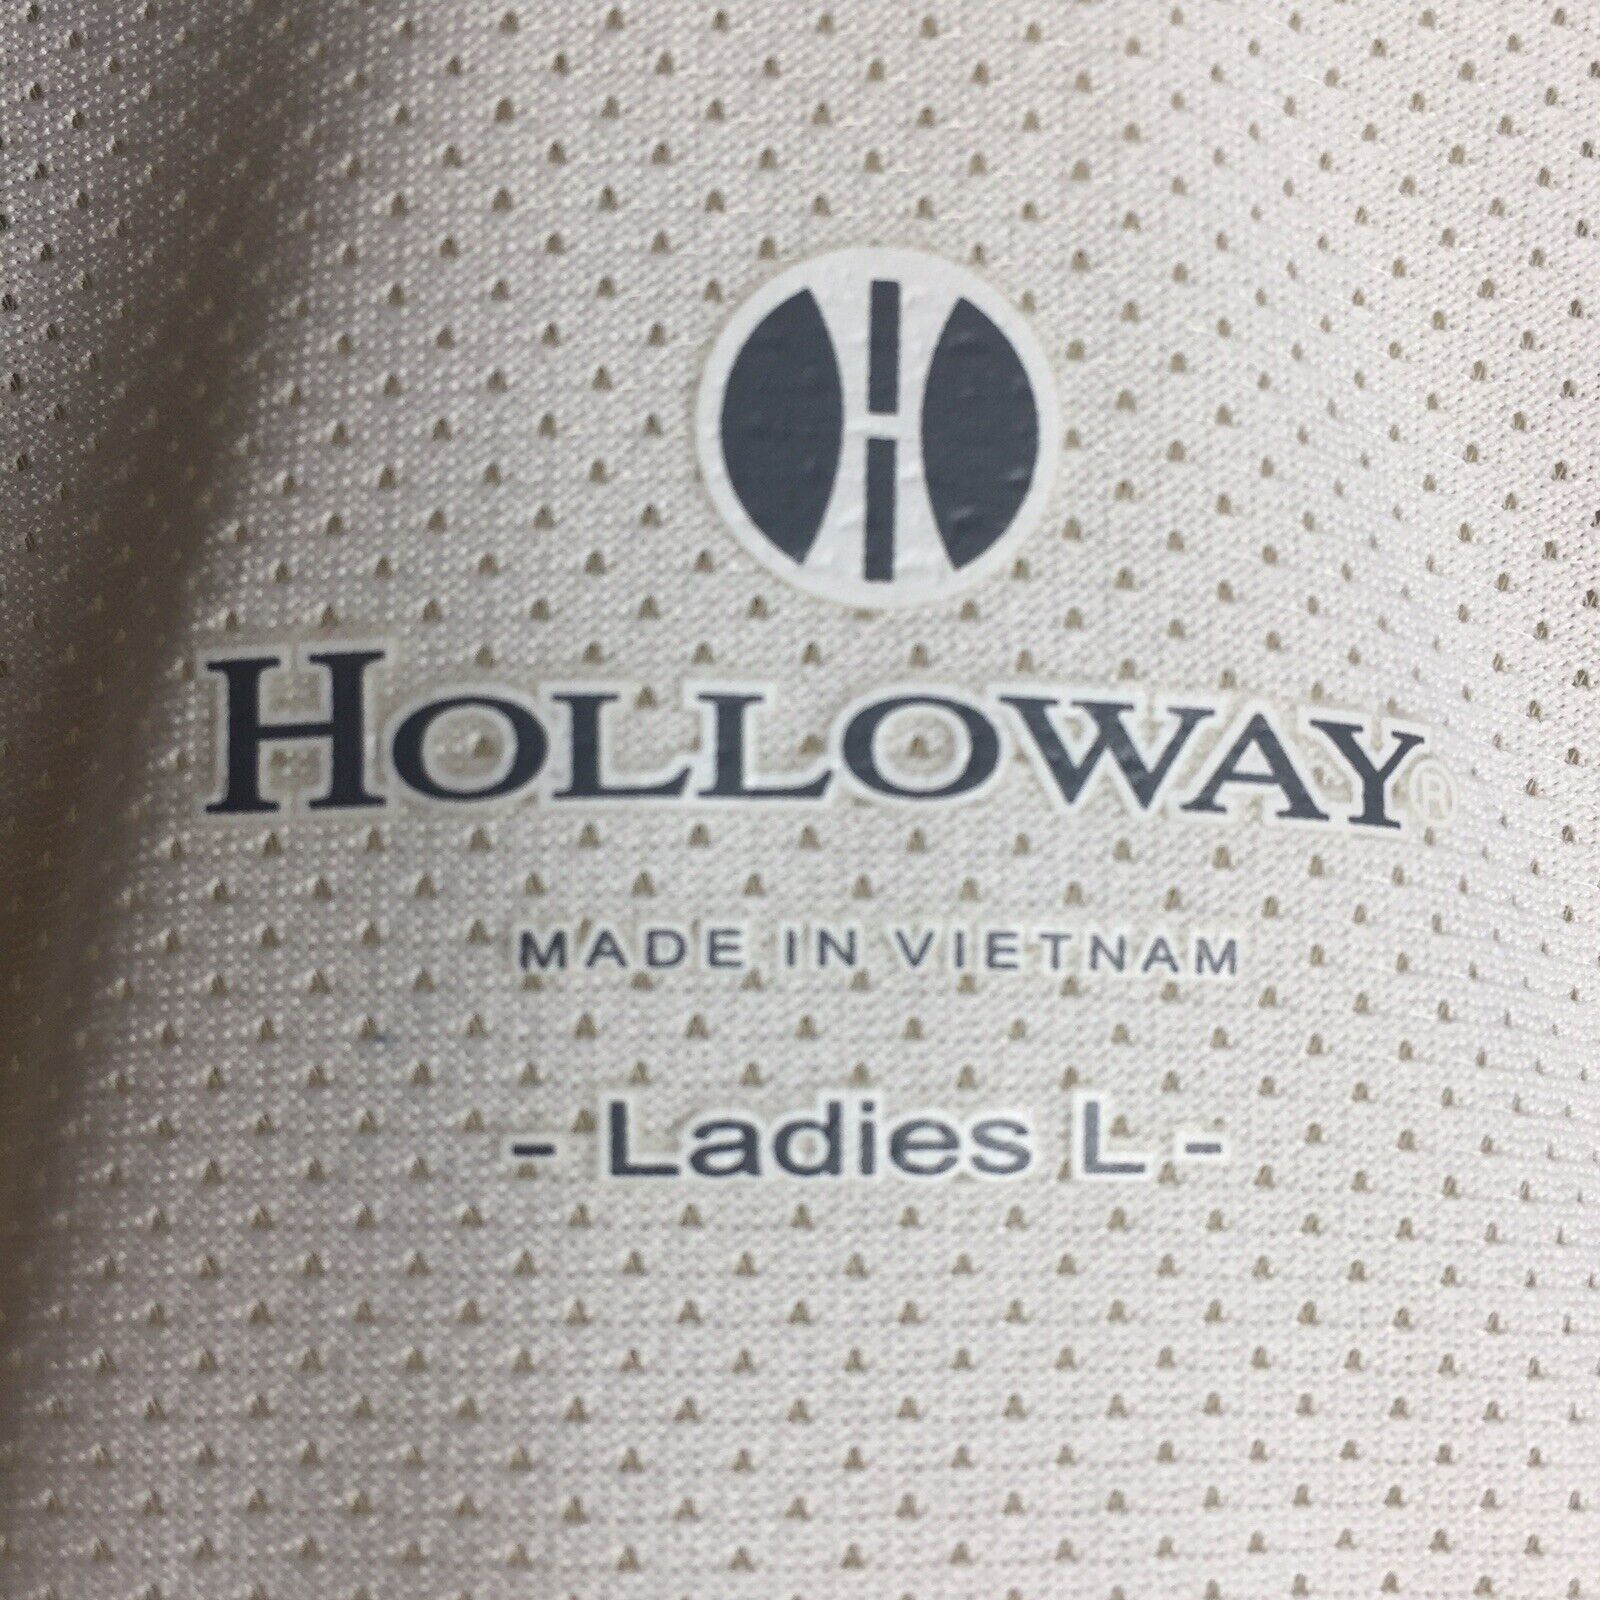 HOLLOWAY®
MADE IN VIETNAM
- Ladies L -